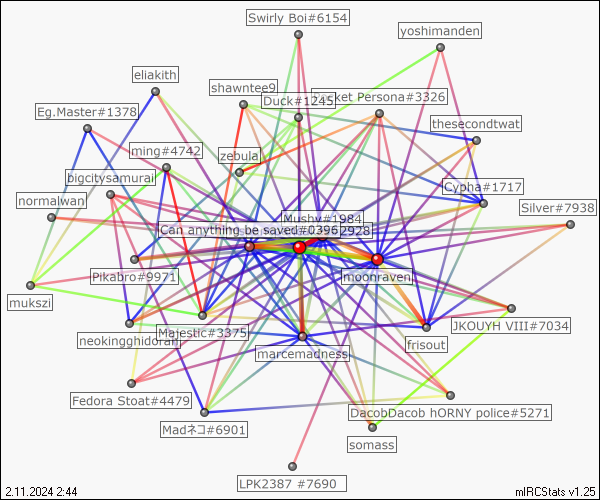 Swirly Boi#6154
yoshimanden
eliakith
shawntee9
Duck#1245
cket Persona#3326
Eg.Master#1378
thesecondtwat
ming#4742
zebula
bigcitysamurai
Cypha#1717
normalwan
Silver#7938
Mushy#1984
Can anything be saved#0396
2928
Pikabro#9971
moonraven
mukszi
Majestic#3375
JKOUYH VIII#7034
neokingghidorah
frisout
marcemadness
Fedora Stoat#4479
DacobDacob hORNY police#5271
Madネコ#6901
somass
LPK2387 #7690
2.11.2024 2:44
mIRCStats v1.25